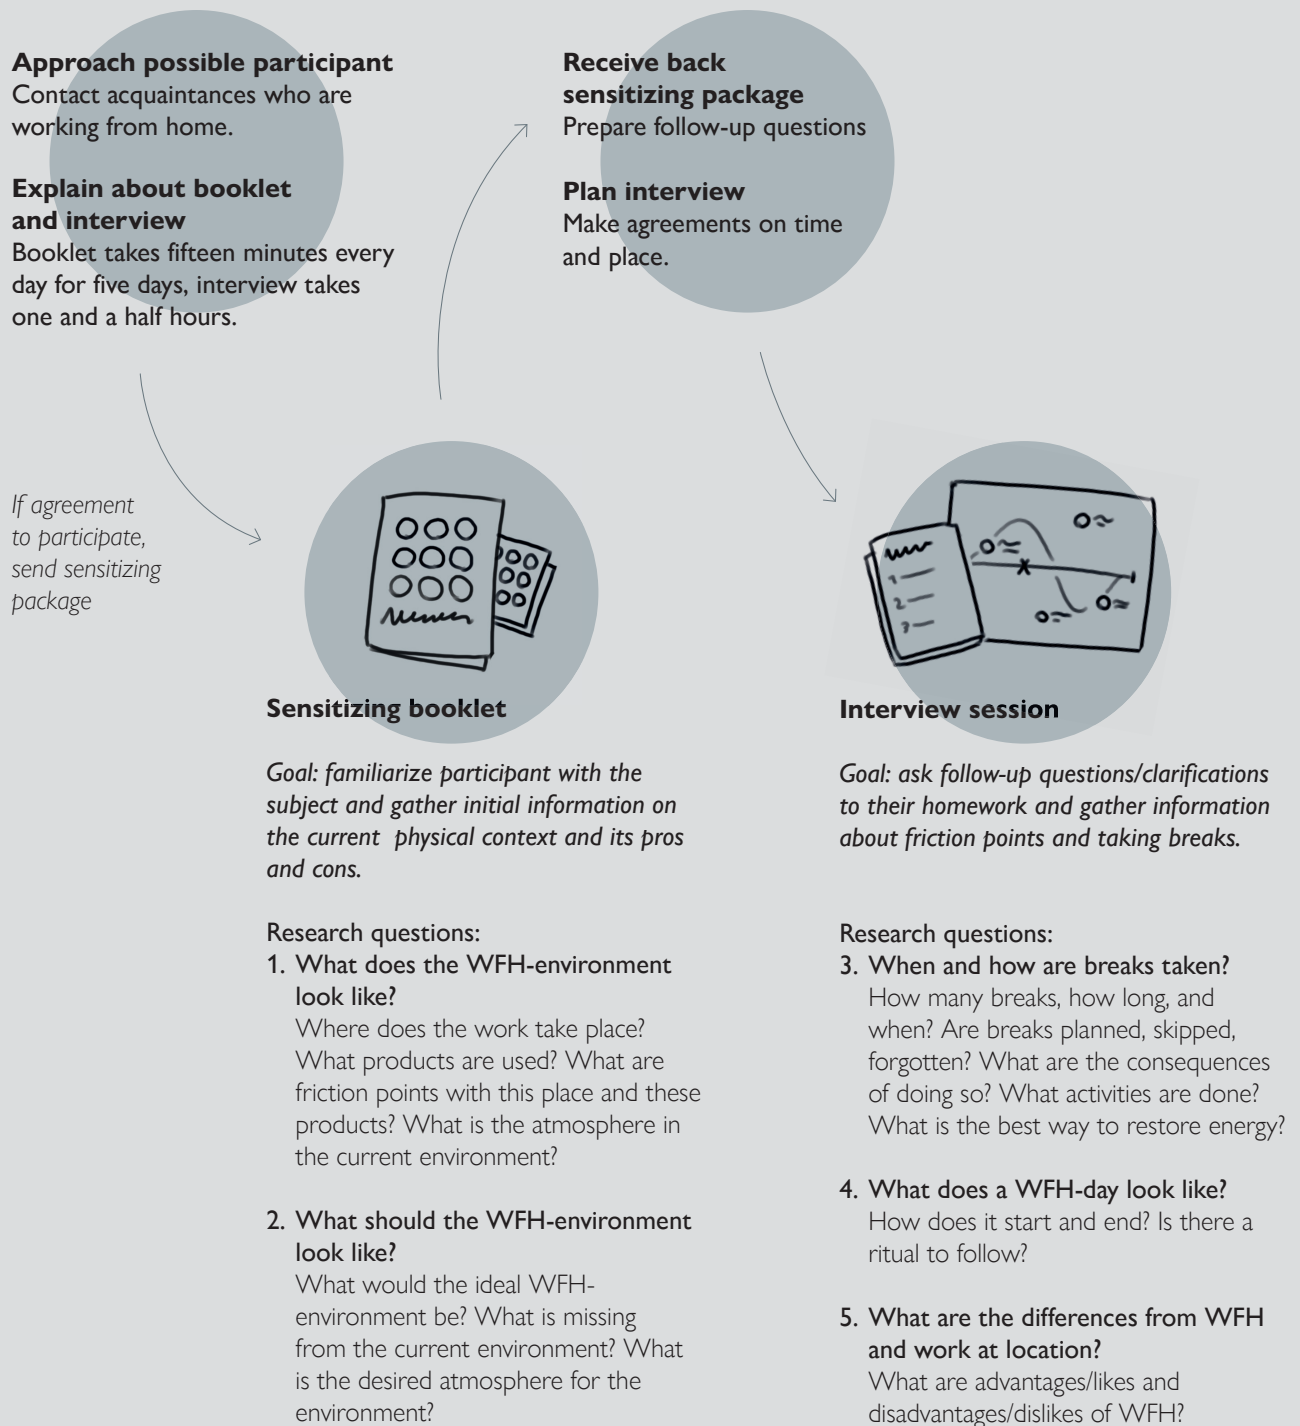 Approach possible participant
Contact acquaintances who are
working from home.
Explain about booklet
and interview
Booklet takes fifteen minutes every
day for five days, interview takes
one and a half hours.
If agreement
to participate,
send sensitizing
package
Sensitizing booklet
Goal: familiarize participant with the
subject and gather initial information on
the current  physical context and its pros
and cons.
Research questions:
1. What does the WFH-environment
look like?
Where does the work take place?
What products are used? What are
friction points with this place and these
products? What is the atmosphere in
the current environment?
2. What should the WFH-environment
look like?
What would the ideal WFH-
environment be? What is missing
from the current environment? What
is the desired atmosphere for the
environment?
Receive back
sensitizing package
Prepare follow-up questions
Plan interview
Make agreements on time
and place.
1
2
3
Interview session
Goal: ask follow-up questions/clarifications
to their homework and gather information
about friction points and taking breaks.
Research questions:
3. When and how are breaks taken?
How many breaks, how long, and
when? Are breaks planned, skipped,
forgotten? What are the consequences
of doing so? What activities are done?
What is the best way to restore energy?
4. What does a WFH-day look like?
How does it start and end? Is there a
ritual to follow?
5. What are the differences from WFH
and work at location?
What are advantages/likes and
disadvantages/dislikes of WFH?